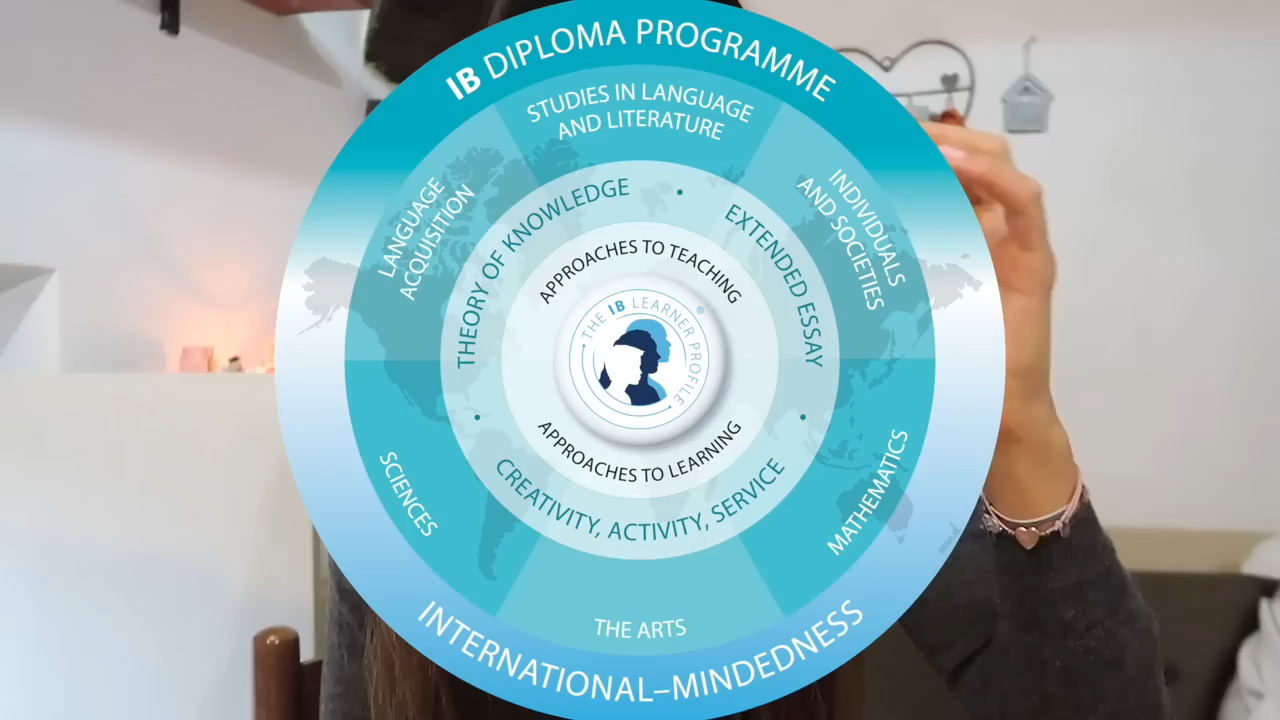 IB DIPLOMA PROGRAMME
STUDIES IN LANGUAGE
AND LITERATURE
LANGUAGE
ACQUISITION
INDIVIDUALS
AND SOCIETIES
THEORY OF KNOWLEDGE
EXTENDED ESSAY
APPROACHES TO TEACHING
THE IB LEARNER PROFILE
®
APPROACHES TO LEARNING
CREATIVITY, ACTIVITY, SERVICE
SCIENCES
MATHEMATICS
THE ARTS
INTERNATIONAL–MINDEDNESS